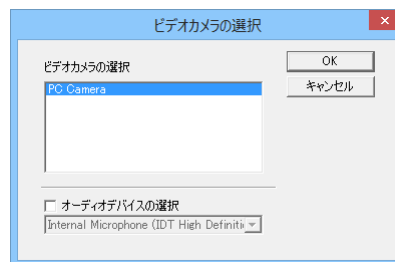 ビデオカメラの選択
ビデオカメラの選択
OK
PC Camera
キャンセル
オーディオデバイスの選択
Internal Microphone (IDT High Definiti